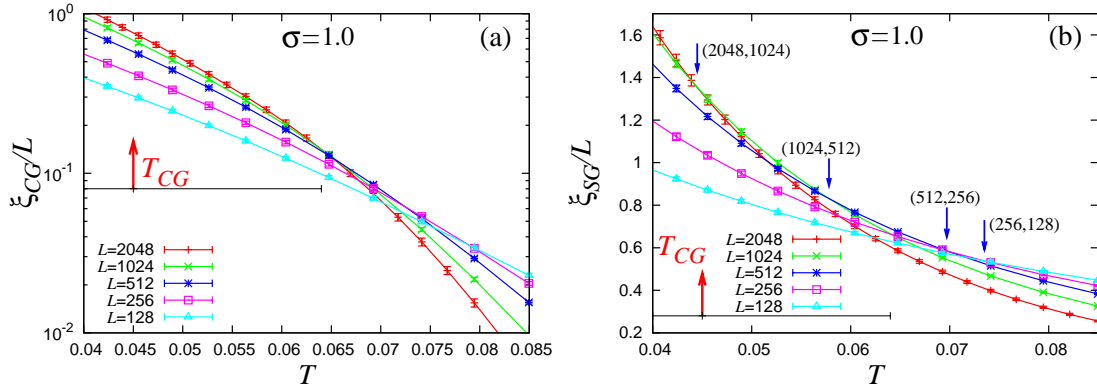 σ=1.0
(a)
ξCG/L
10^0
10^-1
10^-2
T_CG
L=2048
L=1024
L=512
L=256
L=128
0.04 0.045 0.05 0.055 0.06 0.065 0.07 0.075 0.08 0.085
T
σ=1.0
(b)
ξSG/L
1.6
1.4
1.2
1
0.8
0.6
0.4
0.2
(2048,1024)
(1024,512)
(512,256)
(256,128)
T_CG
L=2048
L=1024
L=512
L=256
L=128
0.04 0.05 0.06 0.07 0.08
T